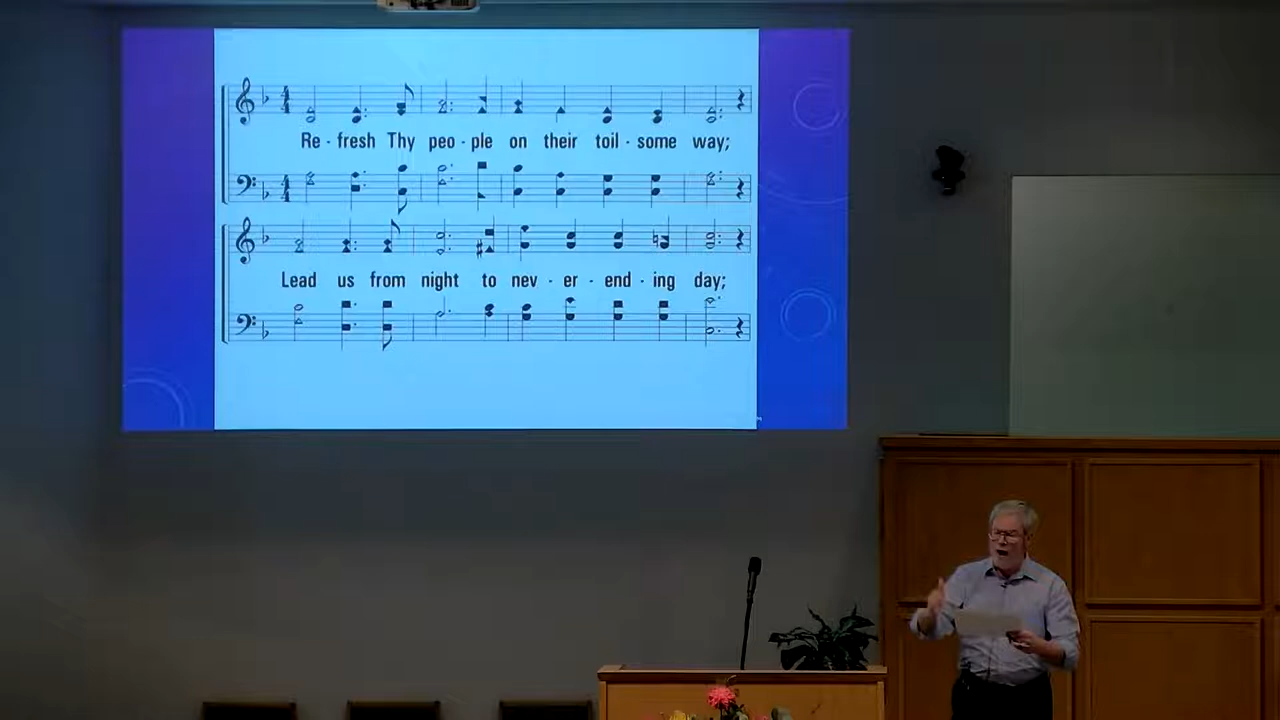 Re - fresh Thy peo - ple on their toil - some way;
Lead us from night to nev - er - end - ing day;